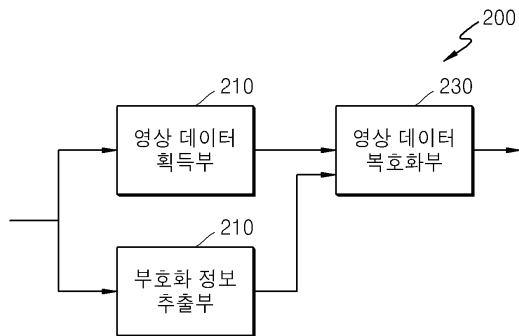 200
210
영상 데이터
획득부
230
영상 데이터
복호화부
210
부호화 정보
추출부